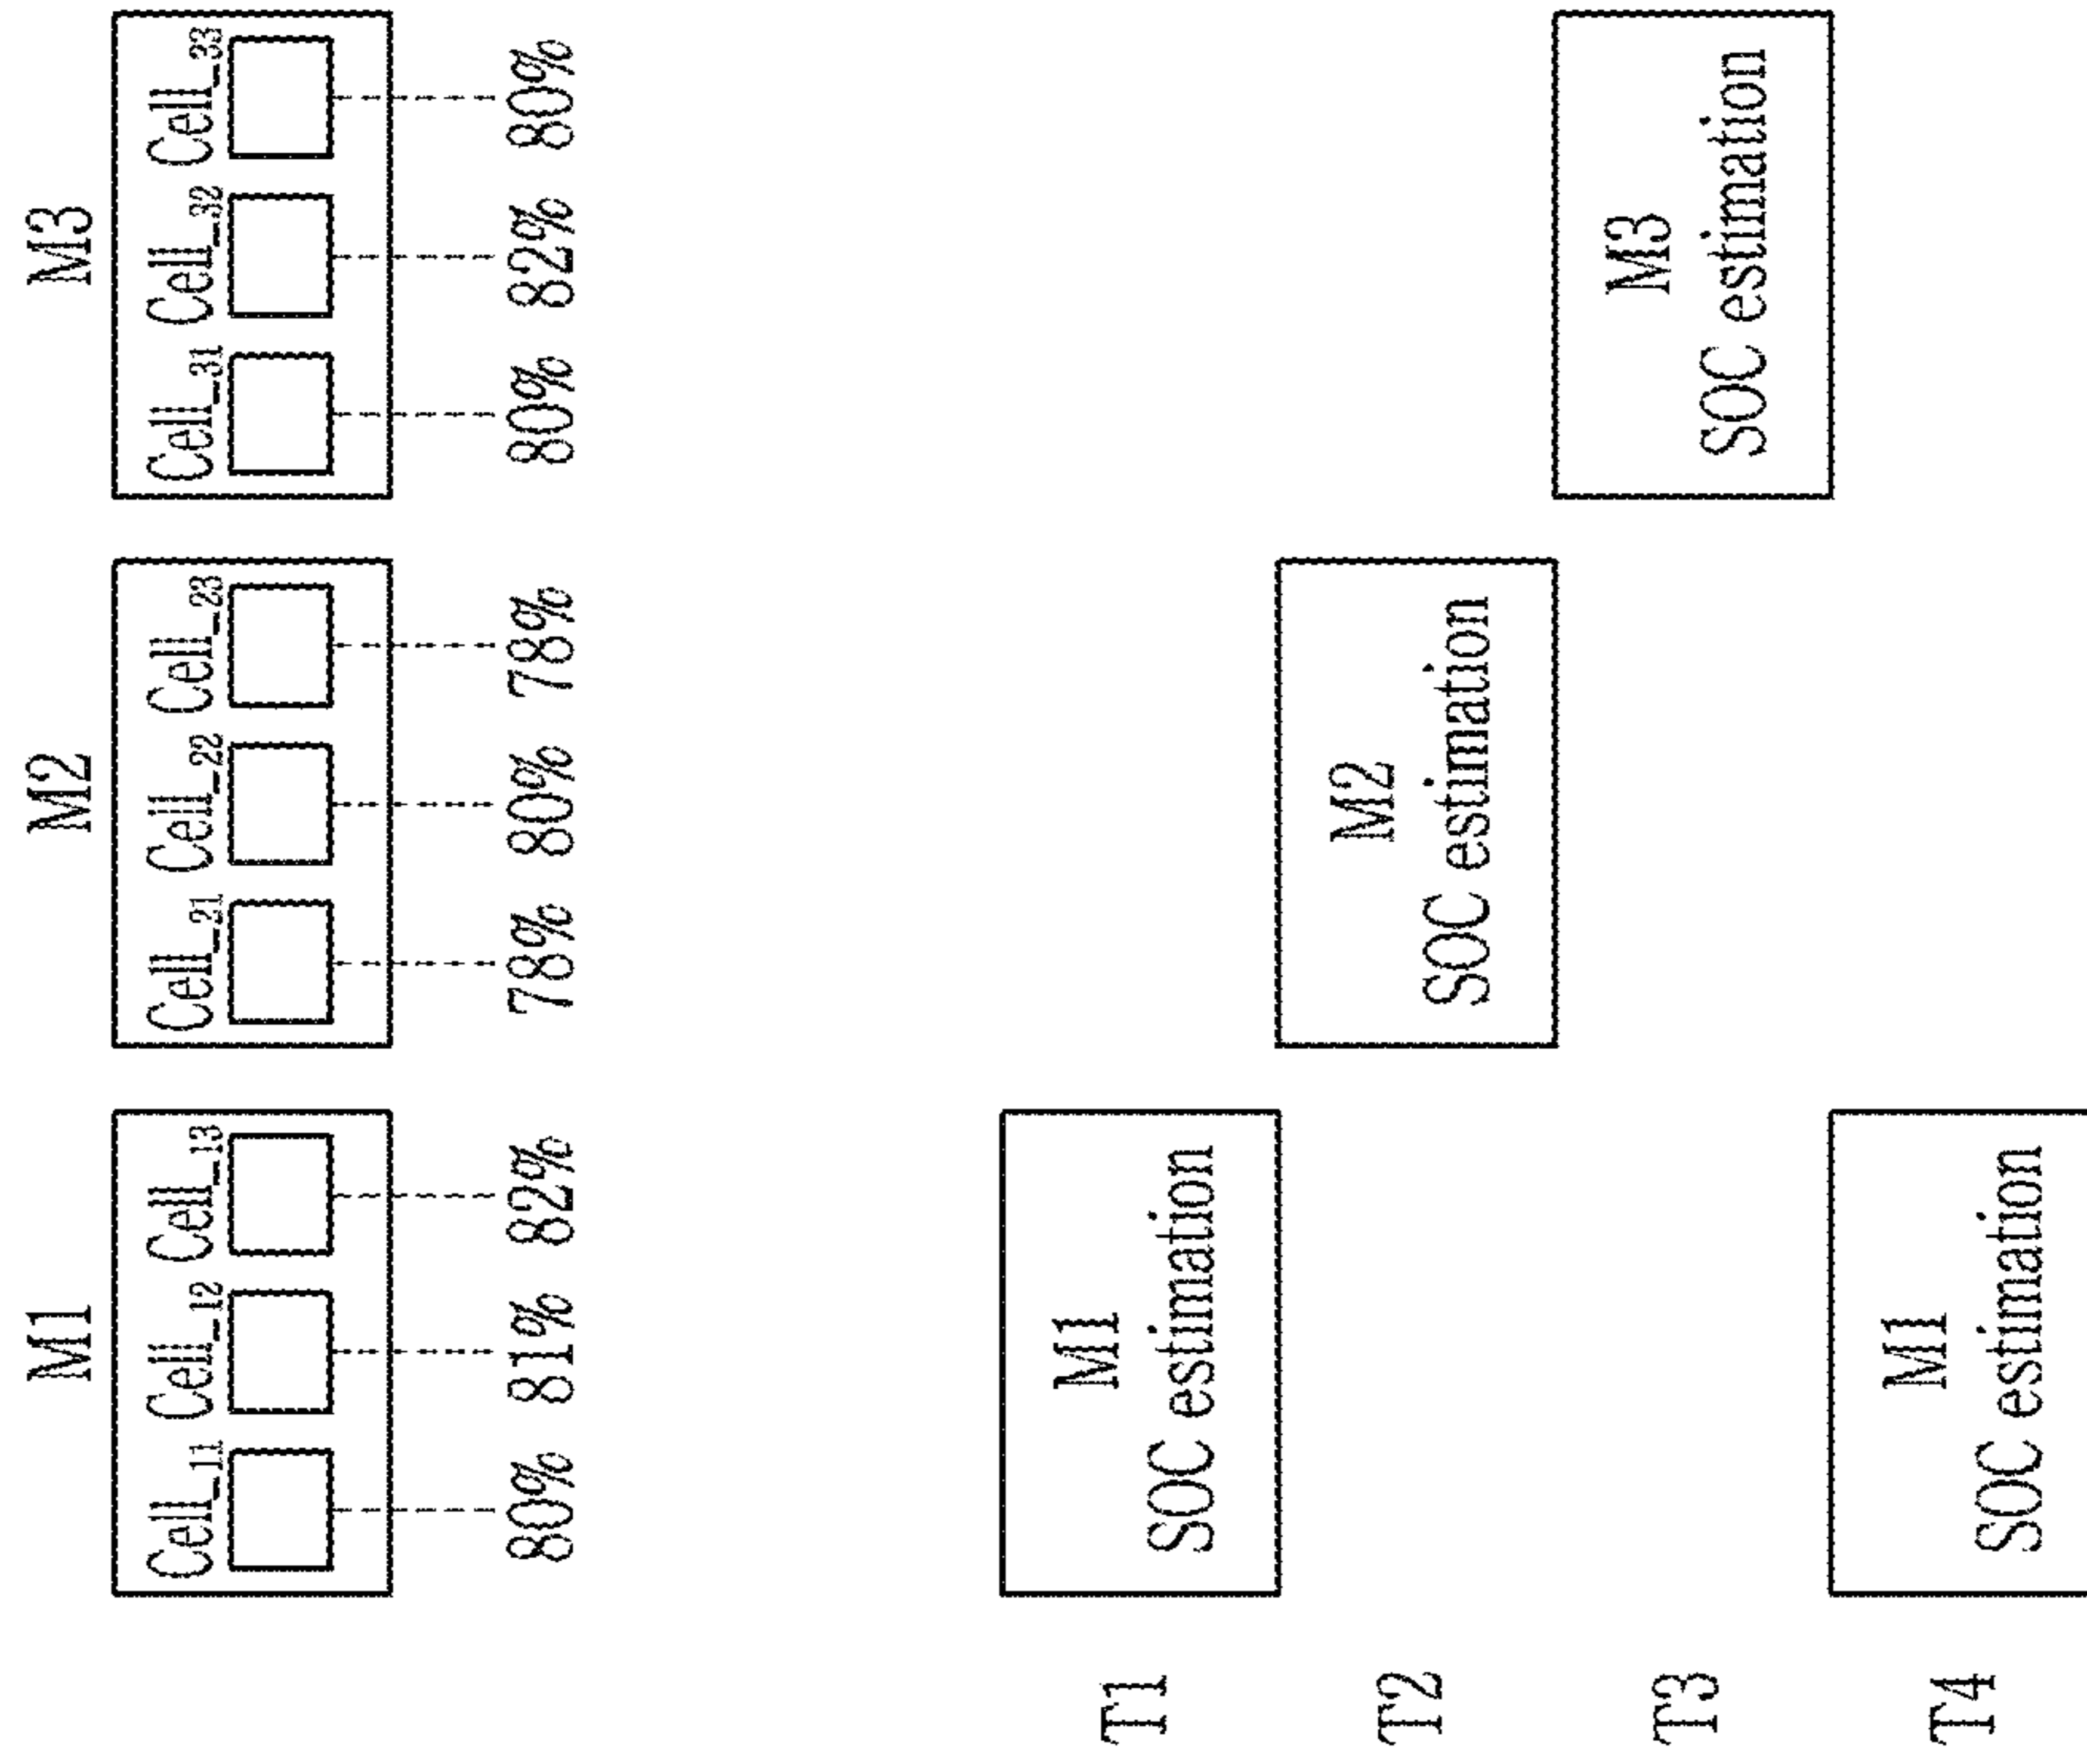 M1 M2 M3
Cell_11 Cell_12 Cell_13 Cell_21 Cell_22 Cell_23 Cell_31 Cell_32 Cell_33
80% 81% 82% 78% 80% 78% 80% 82% 80%
T1 M1
SOC estimation
T2 M2
SOC estimation
T3 M3
SOC estimation
T4 M1
SOC estimation